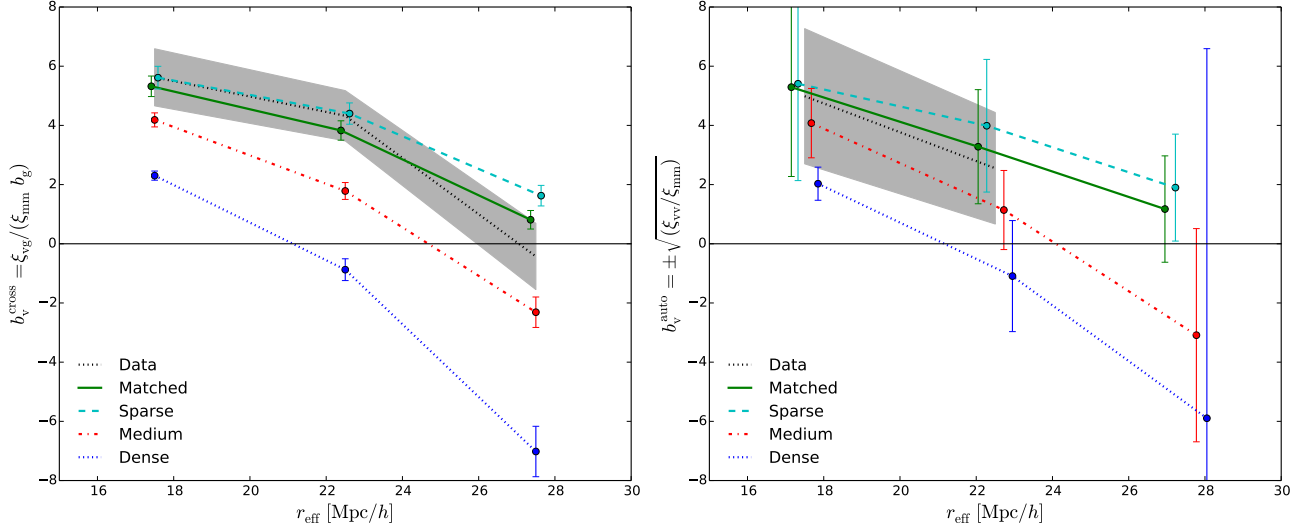 8
6
4
2
0
−2
−4
−6
−8
b_v^cross = ξ_vg/(ξ_mm b_g)
Data
Matched
Sparse
Medium
Dense
16 18 20 22 24 26 28 30
r_eff [Mpc/h]
8
6
4
2
0
−2
−4
−6
−8
b_v^auto = ±√(ξ_vv/ξ_mm)
Data
Matched
Sparse
Medium
Dense
16 18 20 22 24 26 28 30
r_eff [Mpc/h]